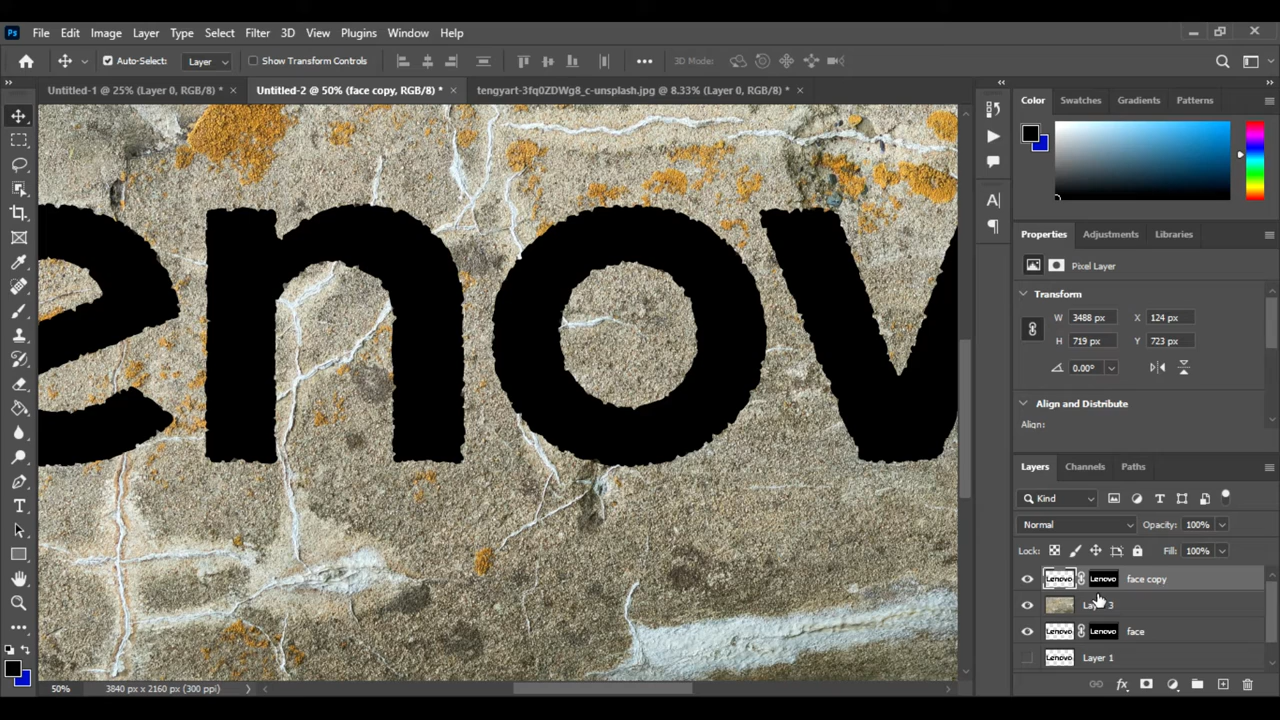 Ps File Edit Image Layer Type Select Filter 3D View Plugins Window Help
Auto-Select: Layer Show Transform Controls 3D Mode:
Untitled-1 @ 25% (Layer 0, RGB/8) * Untitled-2 @ 50% (face copy, RGB/8) * tengyart-3fq0ZDWg8_c-unsplash.jpg @ 8.33% (Layer 0, RGB/8) *
Color Swatches Gradients Patterns
enov
Properties Adjustments Libraries
Pixel Layer
Transform
W 3488 px X 124 px
H 719 px Y 723 px
0.00°
Align and Distribute
Align:
Layers Channels Paths
Kind
Normal Opacity: 100%
Lock: Fill: 100%
Lenovo Lenovo face copy
Layer 3
Lenovo Lenovo face
Lenovo Layer 1
50% 3840 px x 2160 px (300 ppi)